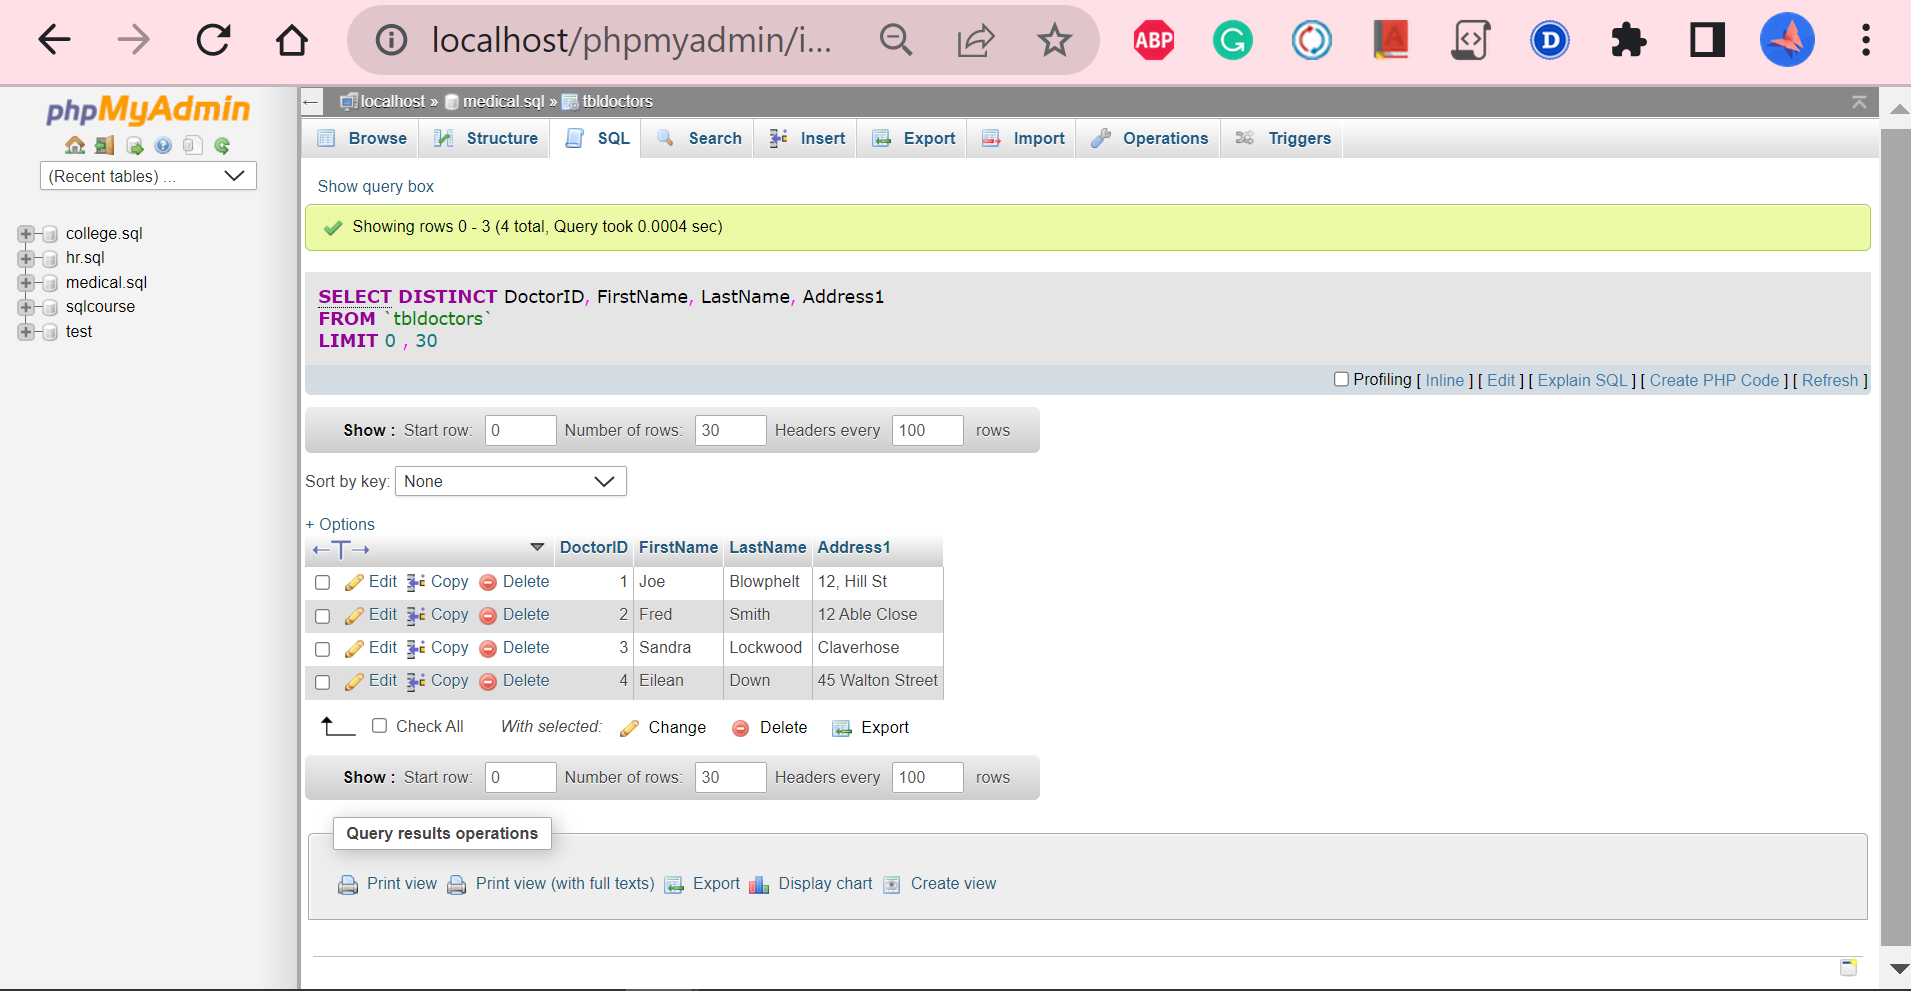 localhost/phpmyadmin/i...
ABP
phpMyAdmin
(Recent tables) ...
college.sql
hr.sql
medical.sql
sqlcourse
test
localhost » medical.sql » tbldoctors
Browse Structure SQL Search Insert Export Import Operations Triggers
Show query box
Showing rows 0 - 3 (4 total, Query took 0.0004 sec)
SELECT DISTINCT DoctorID, FirstName, LastName, Address1
FROM `tbldoctors`
LIMIT 0 , 30
Profiling [ Inline ] [ Edit ] [ Explain SQL ] [ Create PHP Code ] [ Refresh ]
Show : Start row: 0 Number of rows: 30 Headers every 100 rows
Sort by key: None
+ Options
←T→ DoctorID FirstName LastName Address1
Edit Copy Delete 1 Joe Blowphelt 12, Hill St
Edit Copy Delete 2 Fred Smith 12 Able Close
Edit Copy Delete 3 Sandra Lockwood Claverhose
Edit Copy Delete 4 Eilean Down 45 Walton Street
Check All With selected: Change Delete Export
Show : Start row: 0 Number of rows: 30 Headers every 100 rows
Query results operations
Print view Print view (with full texts) Export Display chart Create view